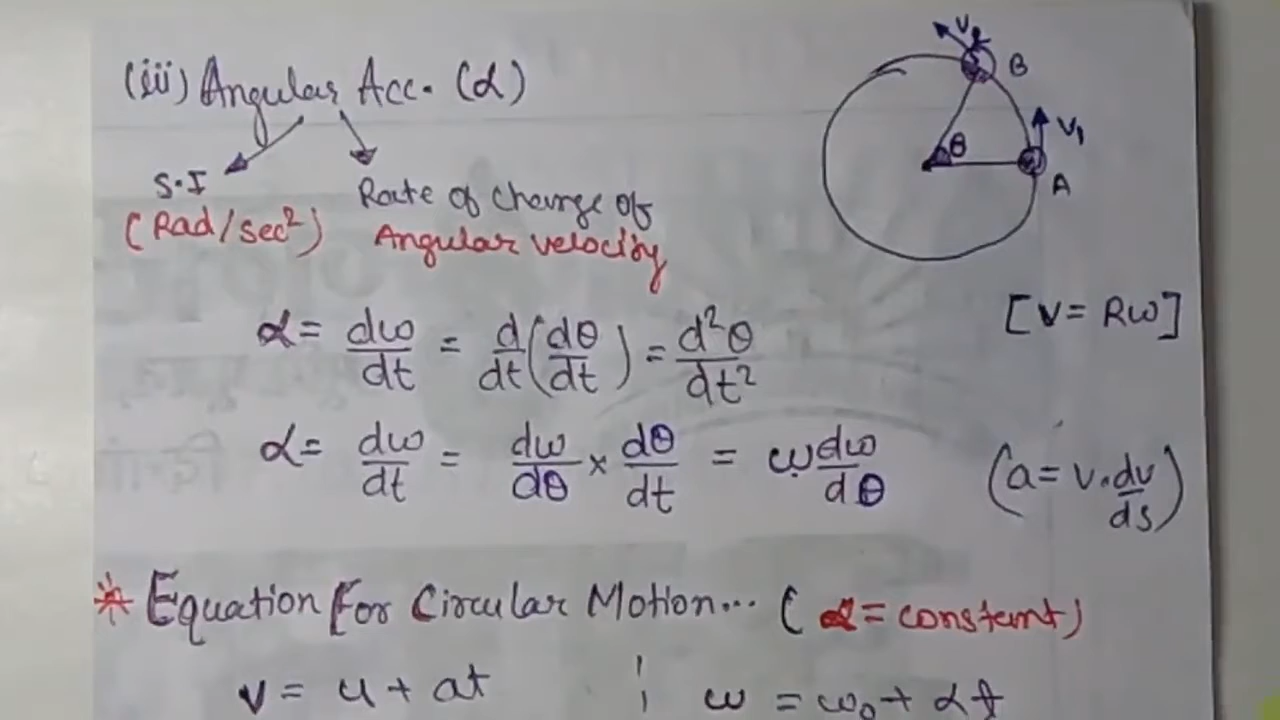 (iii) Angular Acc. (α)
S.I
(Rad/sec²)
Rate of change of
Angular velocity
V₂
B
θ
V₁
A
α = dω/dt = d/dt(dθ/dt) = d²θ/dt²
[v = Rω]
α = dω/dt = dω/dθ × dθ/dt = ω dω/dθ
(a = v.dv/ds)
* Equation For Circular Motion... (α = constant)
v = u + at ¦ ω = ω₀ + αt